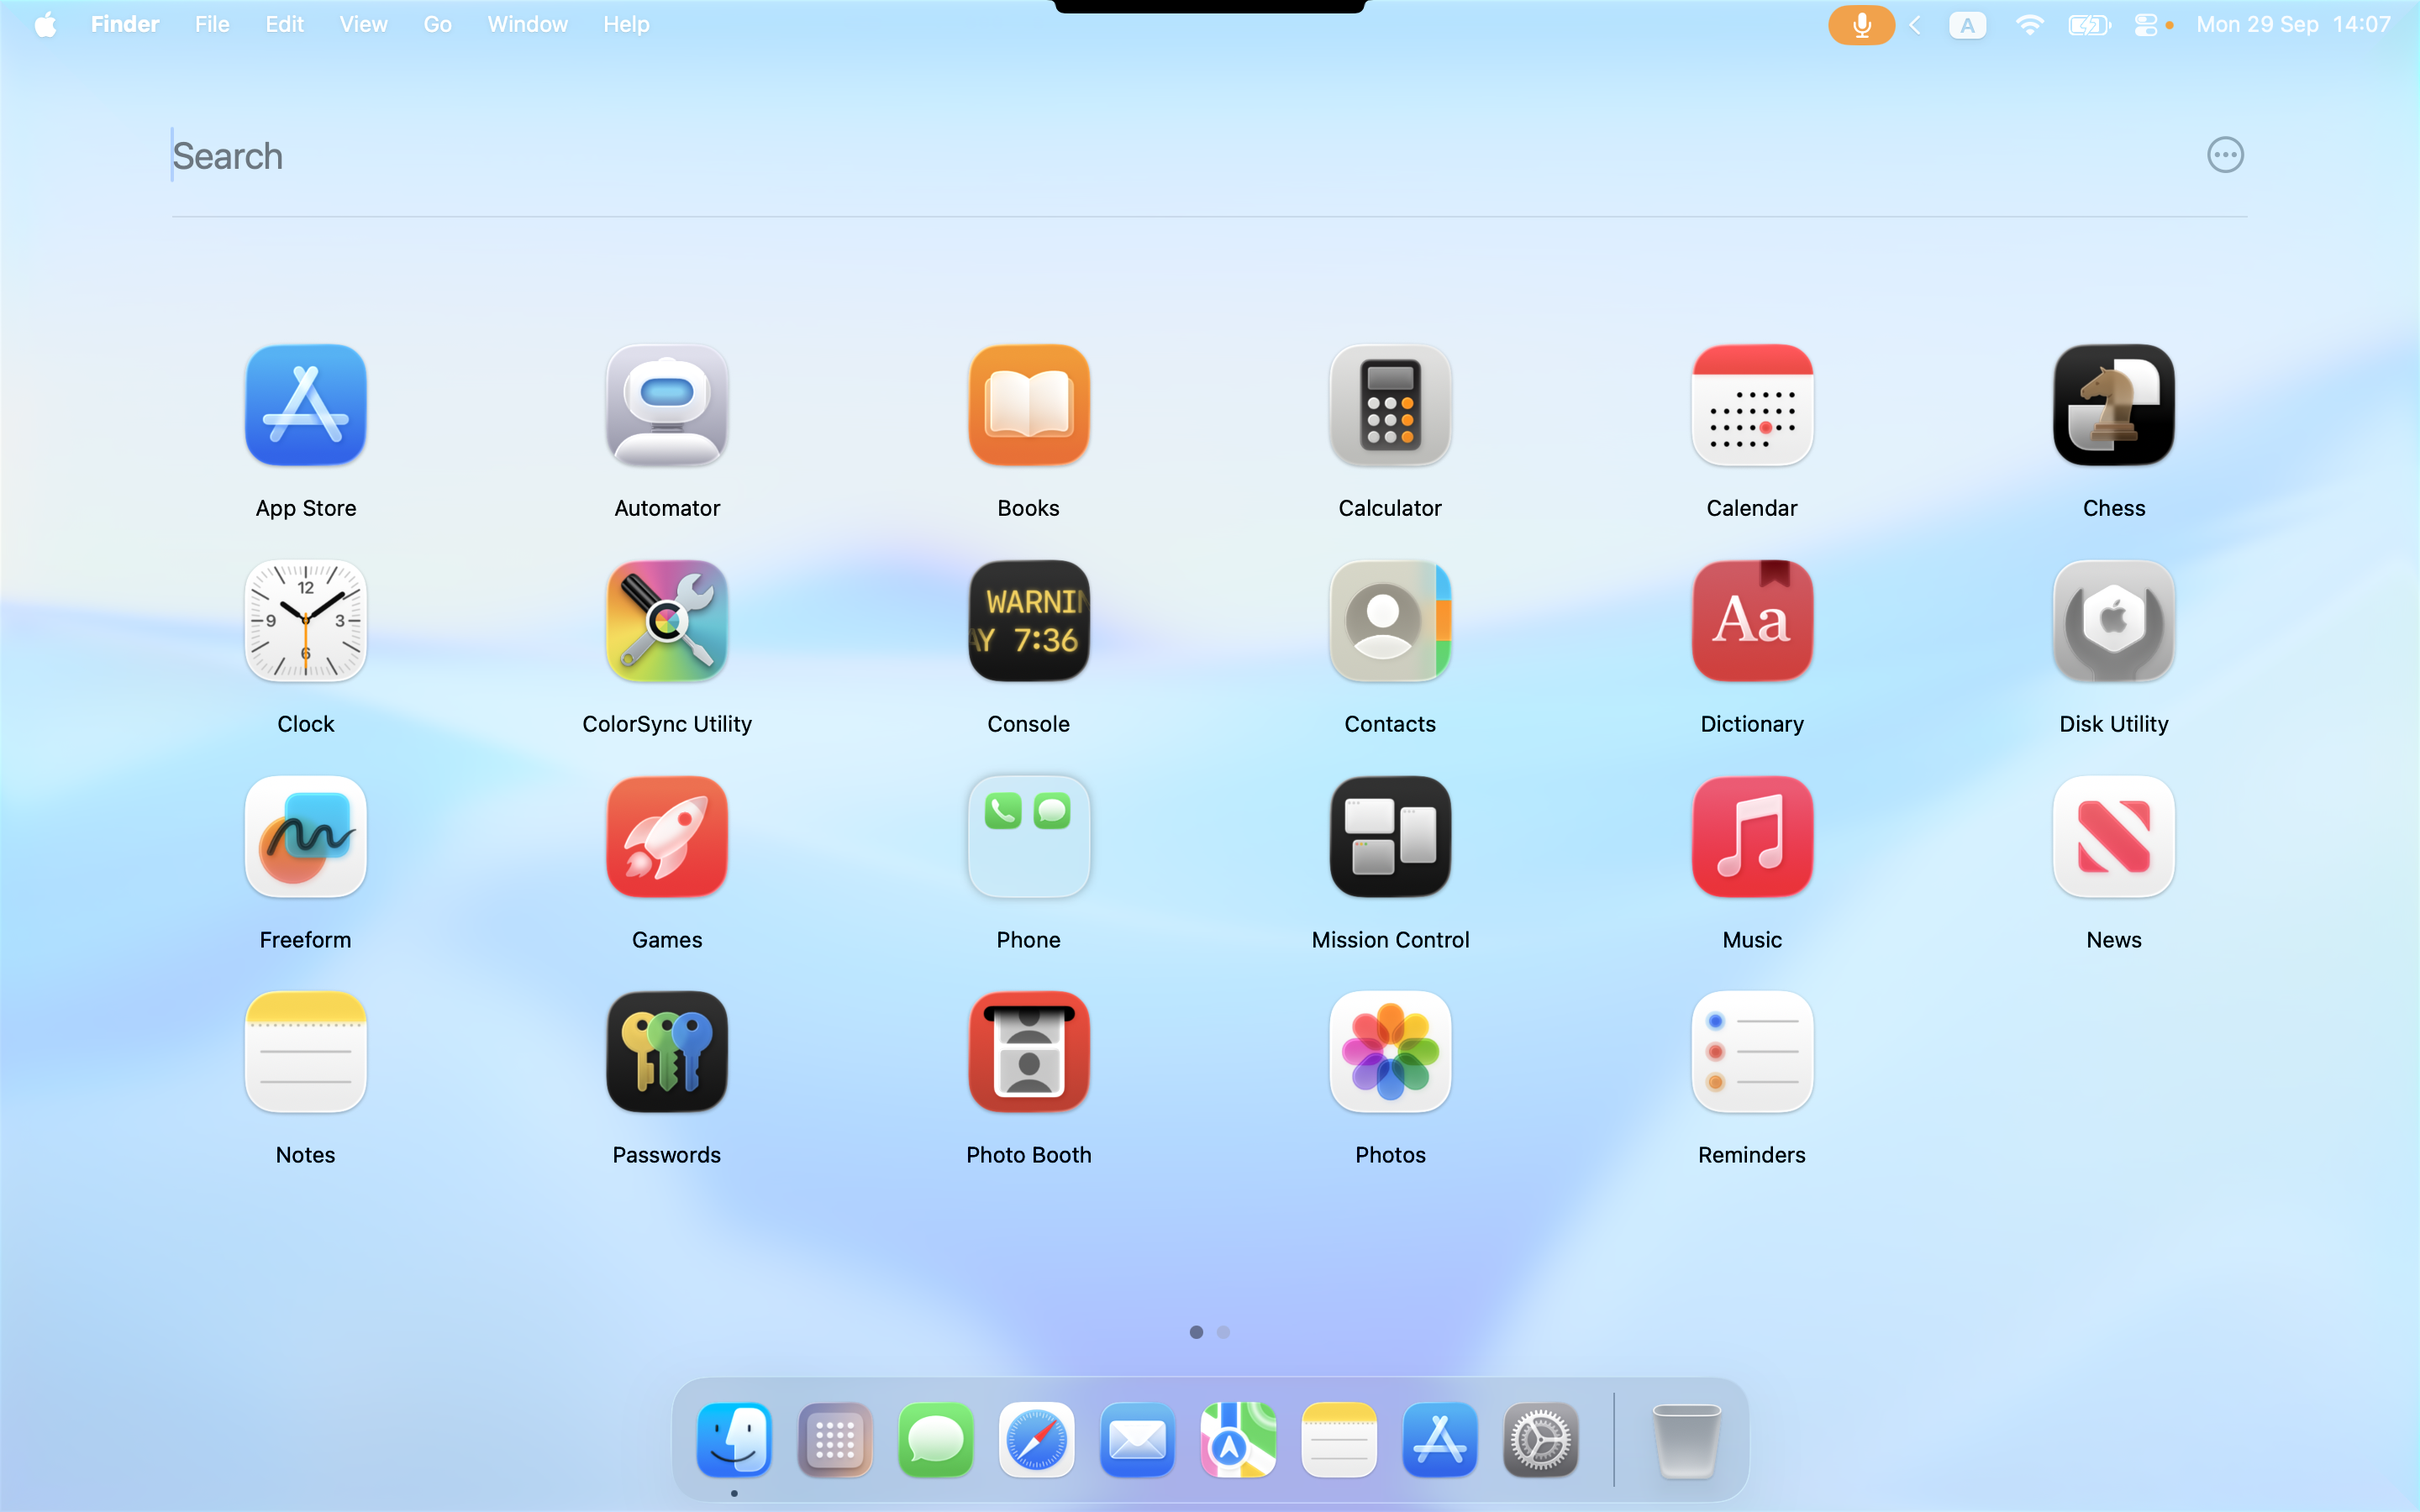 Finder File Edit View Go Window Help A Mon 29 Sep 14:07
Search
App Store Automator Books Calculator Calendar Chess
12
9 3
6
WARNIN
AY 7:36
Aa
Clock ColorSync Utility Console Contacts Dictionary Disk Utility
Freeform Games Phone Mission Control Music News
Notes Passwords Photo Booth Photos Reminders